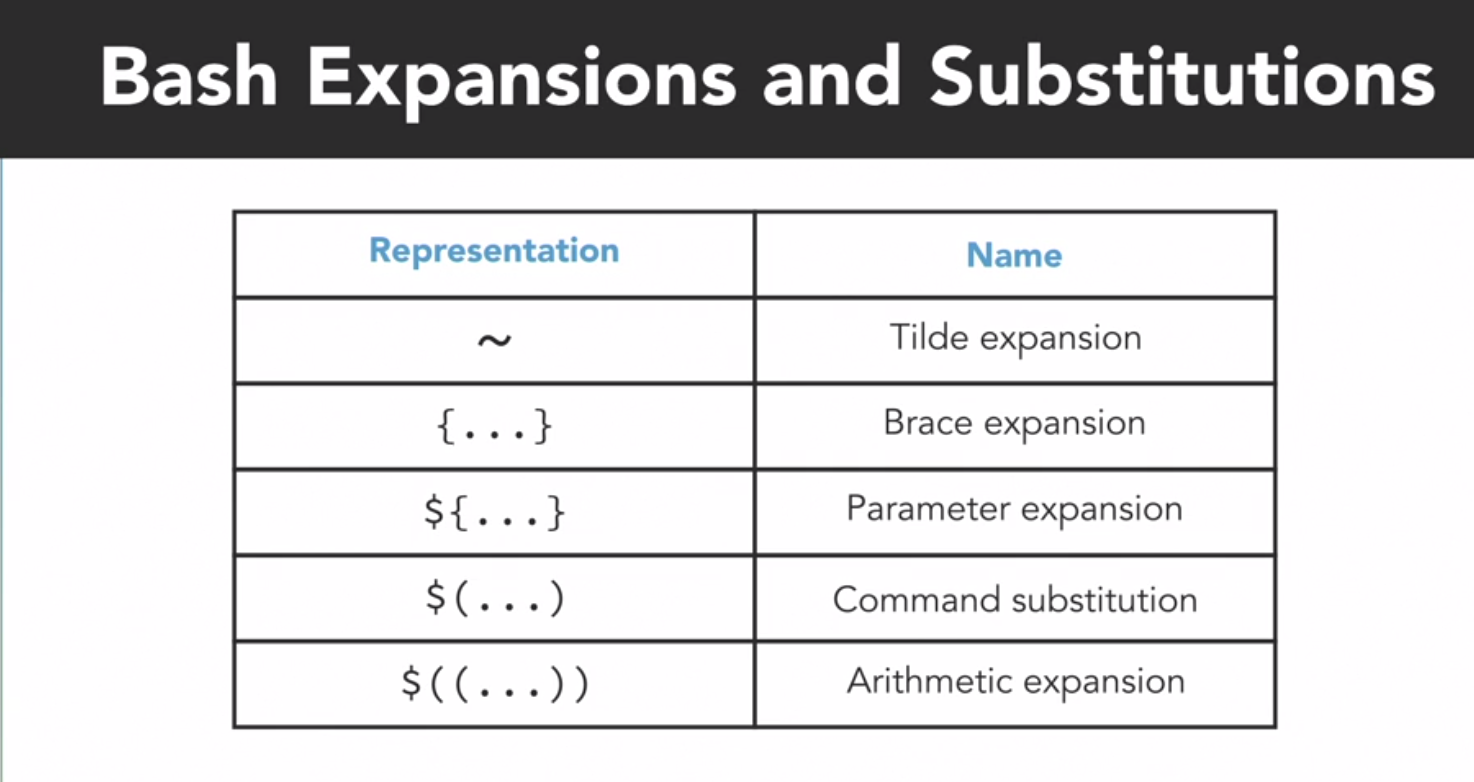 Bash Expansions and Substitutions
Representation Name
~ Tilde expansion
{...} Brace expansion
${...} Parameter expansion
$(...) Command substitution
$((...)) Arithmetic expansion